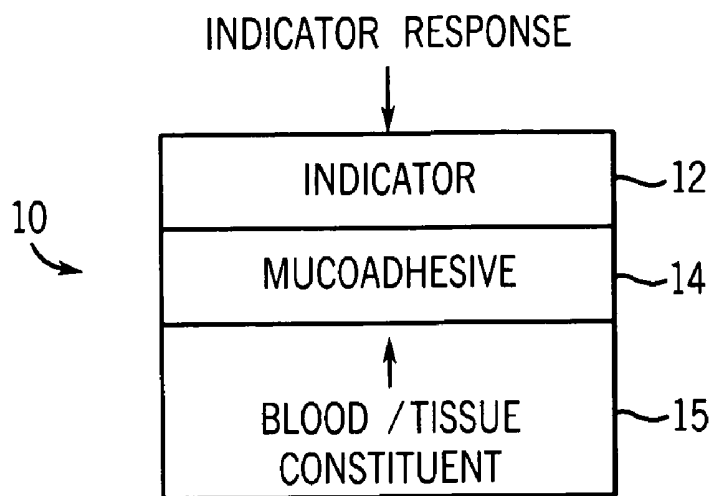 INDICATOR RESPONSE
INDICATOR
12
10
MUCOADHESIVE
14
BLOOD / TISSUE
CONSTITUENT
15